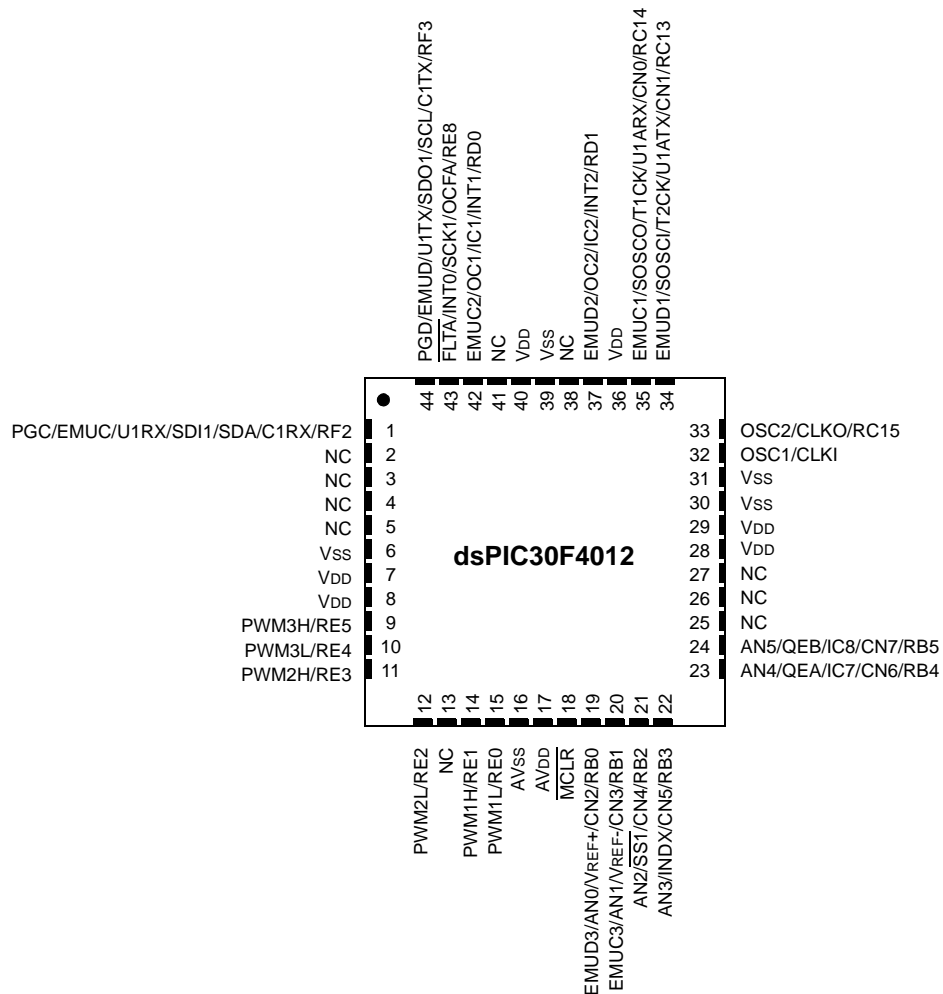 PGD/EMUD/U1TX/SDO1/SCL/C1TX/RF3
FLTA/INT0/SCK1/OCFA/RE8
EMUC2/OC1/IC1/INT1/RD0
NC
VDD
VSS
NC
EMUD2/OC2/IC2/INT2/RD1
VDD
EMUC1/SOSCO/T1CK/U1ARX/CN0/RC14
EMUD1/SOSCI/T2CK/U1ATX/CN1/RC13
44 43 42 41 40 39 38 37 36 35 34
PGC/EMUC/U1RX/SDI1/SDA/C1RX/RF2 1
NC 2
NC 3
NC 4
NC 5
VSS 6
VDD 7
VDD 8
PWM3H/RE5 9
PWM3L/RE4 10
PWM2H/RE3 11
dsPIC30F4012
33 OSC2/CLKO/RC15
32 OSC1/CLKI
31 VSS
30 VSS
29 VDD
28 VDD
27 NC
26 NC
25 NC
24 AN5/QEB/IC8/CN7/RB5
23 AN4/QEA/IC7/CN6/RB4
12 13 14 15 16 17 18 19 20 21 22
PWM2L/RE2
NC
PWM1H/RE1
PWM1L/RE0
AVSS
AVDD
MCLR
EMUD3/AN0/VREF+/CN2/RB0
EMUC3/AN1/VREF-/CN3/RB1
AN2/SS1/CN4/RB2
AN3/INDX/CN5/RB3